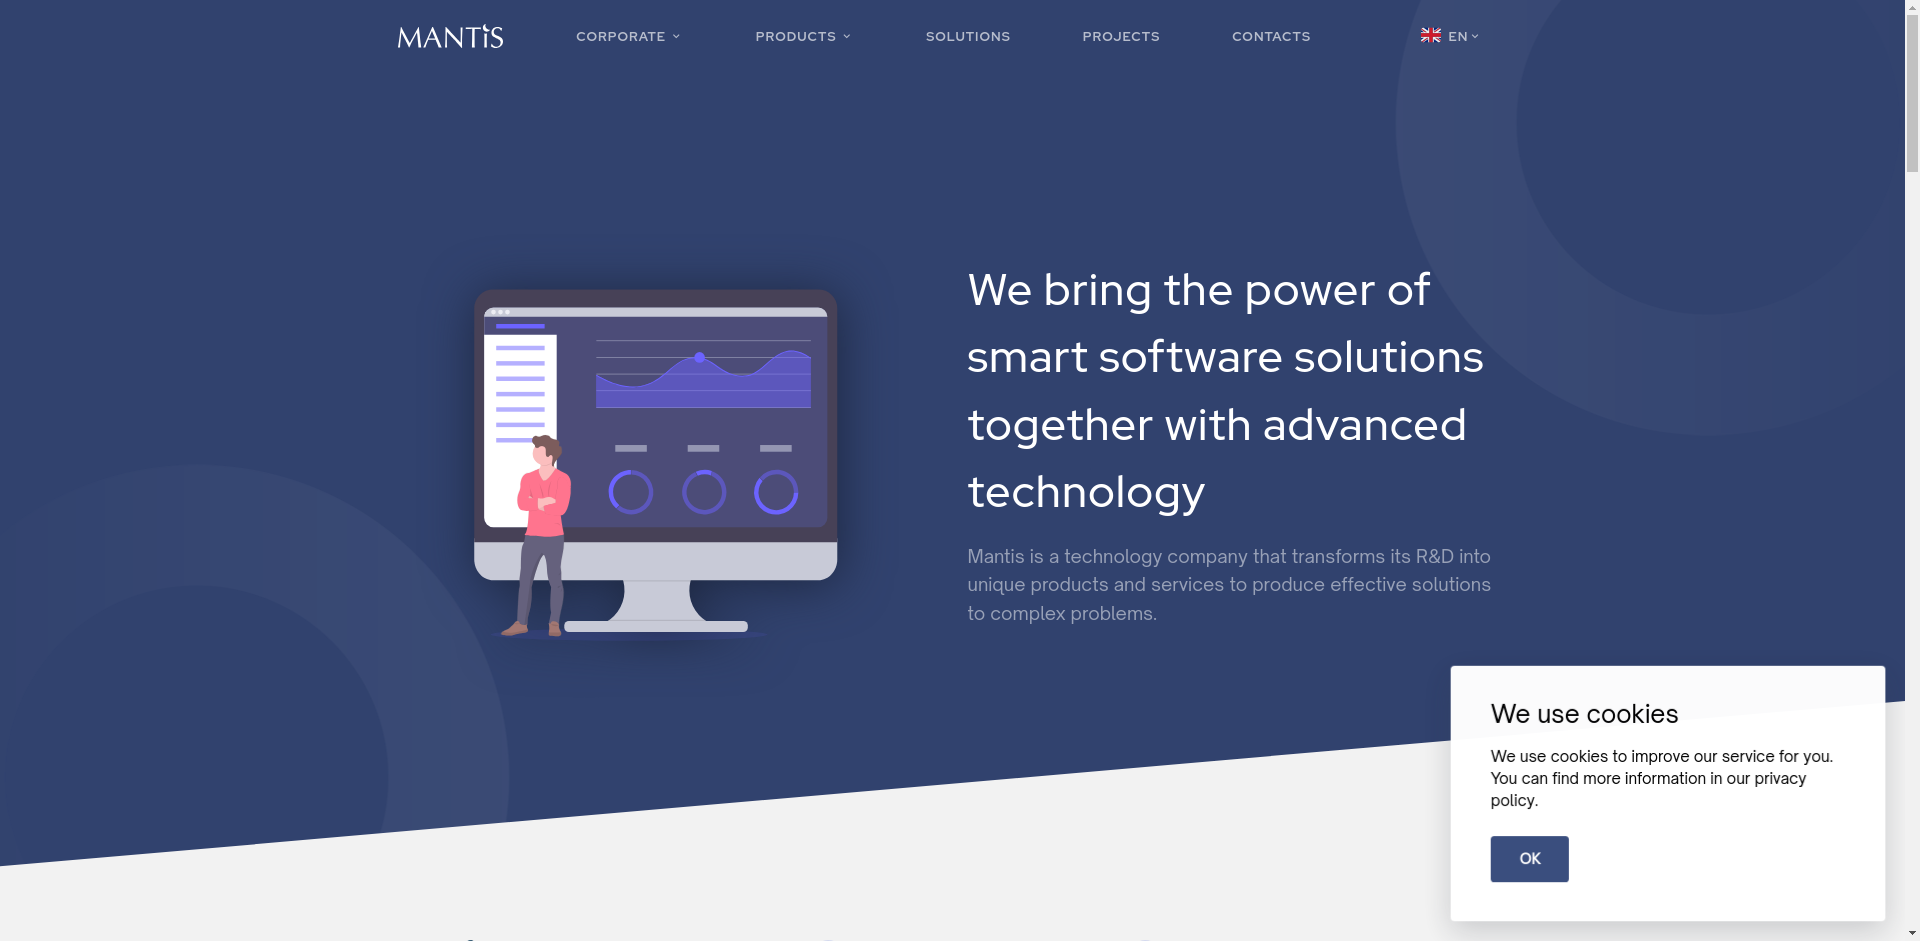 MANTIS
CORPORATE
PRODUCTS
SOLUTIONS
PROJECTS
CONTACTS
EN
We bring the power of
smart software solutions
together with advanced
technology
Mantis is a technology company that transforms its R&D into
unique products and services to produce effective solutions
to complex problems.
We use cookies
We use cookies to improve our service for you.
You can find more information in our privacy
policy.
OK